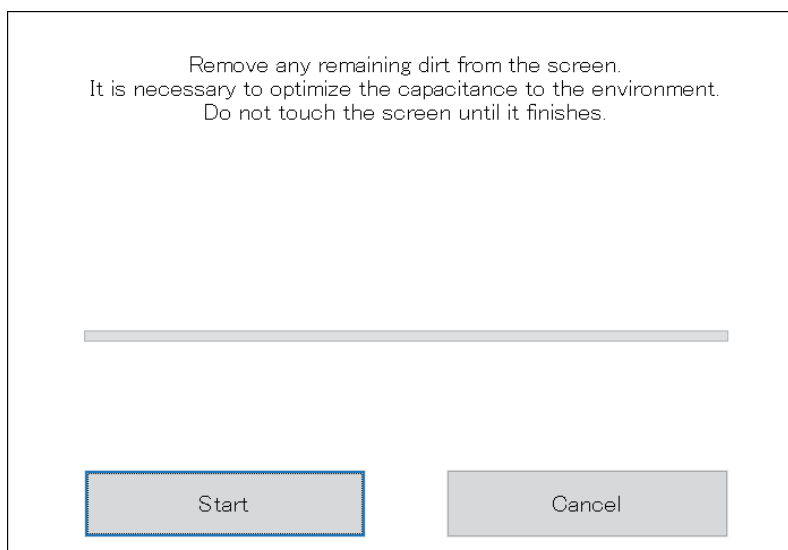 Remove any remaining dirt from the screen.
It is necessary to optimize the capacitance to the environment.
Do not touch the screen until it finishes.
Start
Cancel